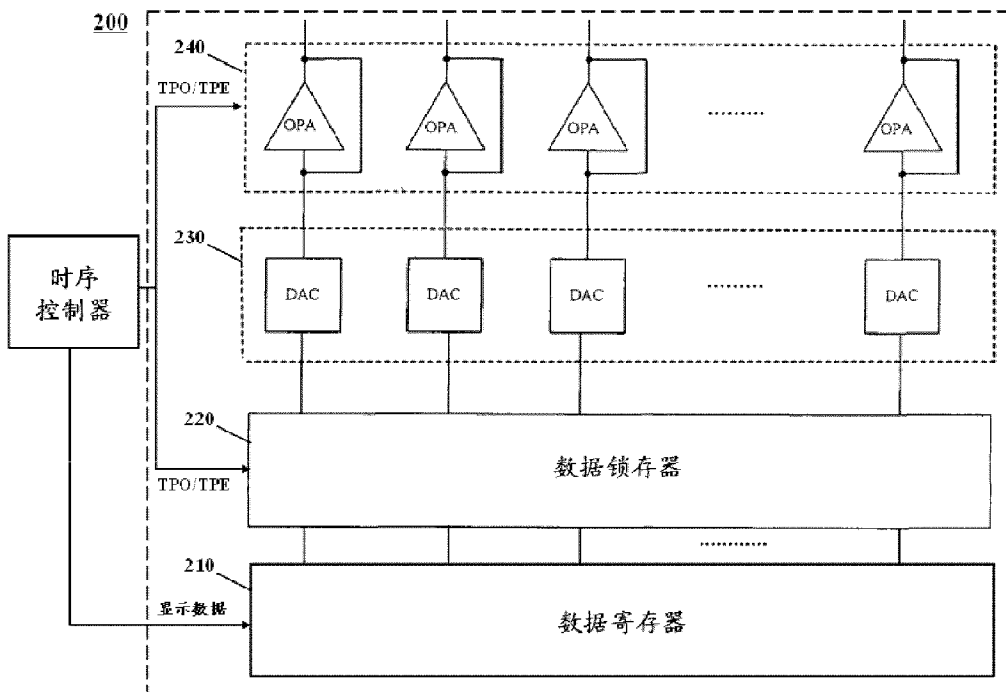 200
240
TPO/TPE
OPA
OPA
OPA
OPA
230
时序
控制器
DAC
DAC
DAC
DAC
220
数据锁存器
TPO/TPE
210
显示数据
数据寄存器